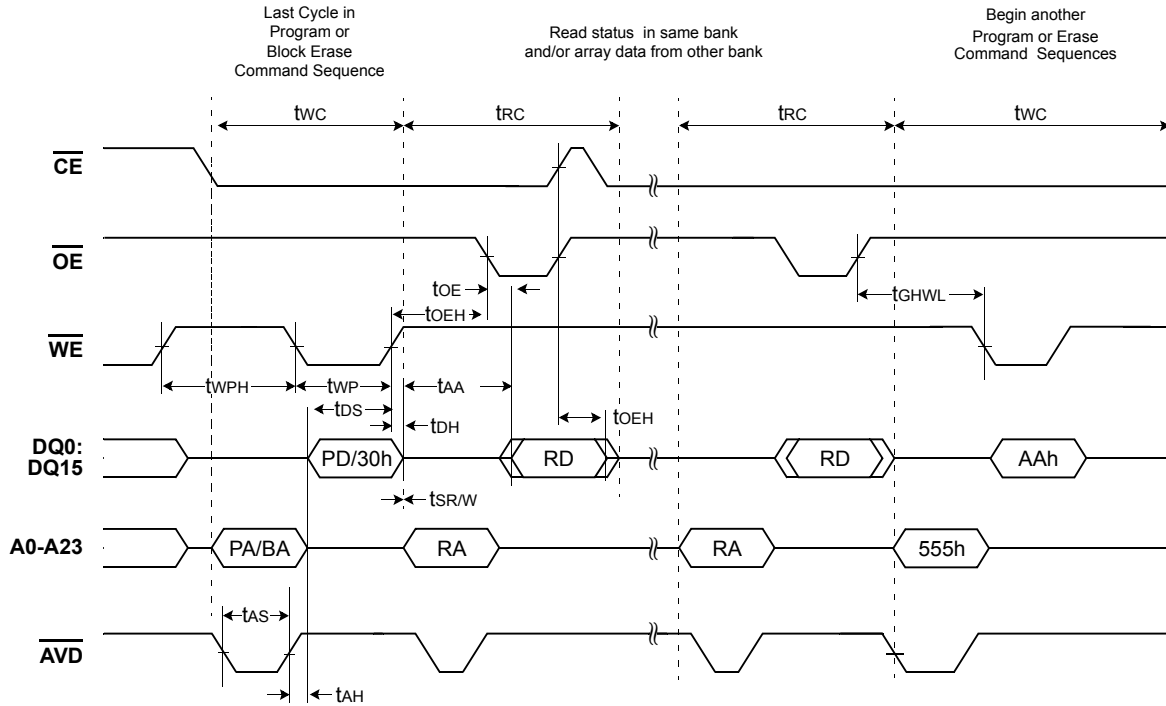 Last Cycle in
Program or
Block Erase
Command Sequence
Read status in same bank
and/or array data from other bank
Begin another
Program or Erase
Command Sequences
tWC
tRC
tRC
tWC
CE
OE
tOE
tOEH
tGHWL
WE
tWPH
tWP
tAA
tDS
tDH
tOEH
DQ0:
DQ15
PD/30h
RD
RD
AAh
tSR/W
A0-A23
PA/BA
RA
RA
555h
tAS
AVD
tAH